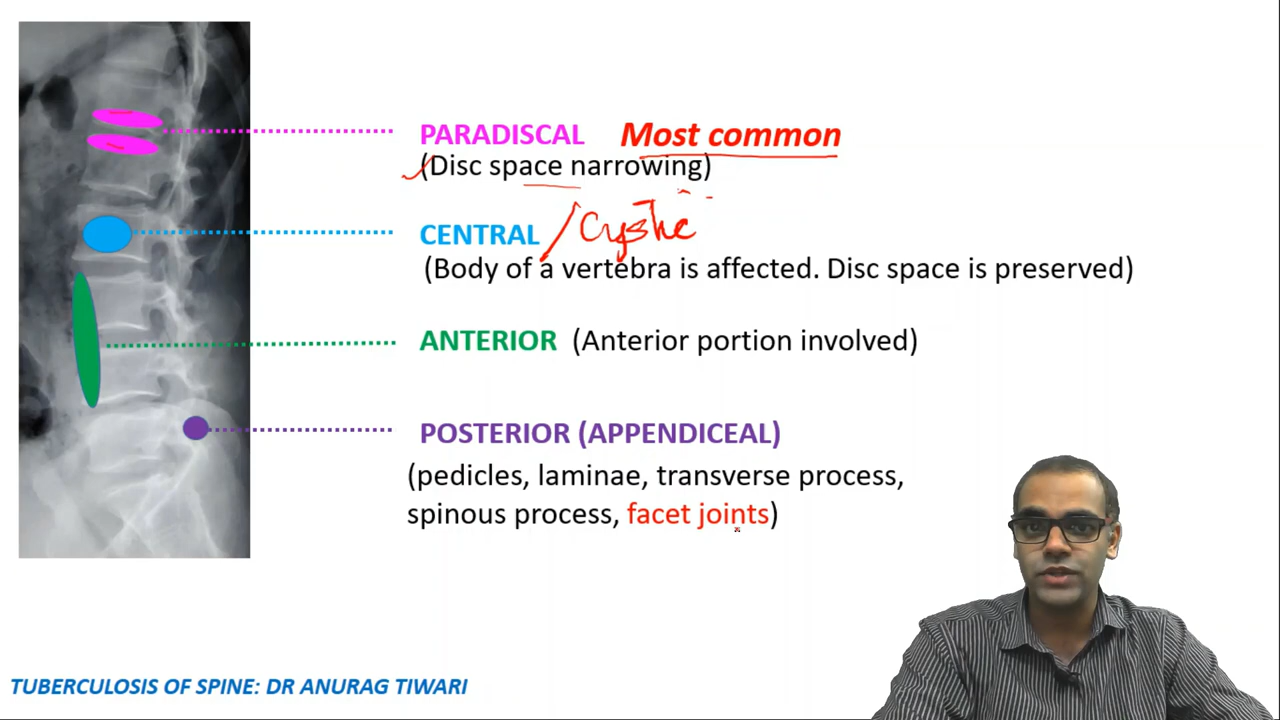 PARADISCAL Most common
(Disc space narrowing)
CENTRAL / Cystic
(Body of a vertebra is affected. Disc space is preserved)
ANTERIOR (Anterior portion involved)
POSTERIOR (APPENDICEAL)
(pedicles, laminae, transverse process,
spinous process, facet joints)
TUBERCULOSIS OF SPINE: DR ANURAG TIWARI